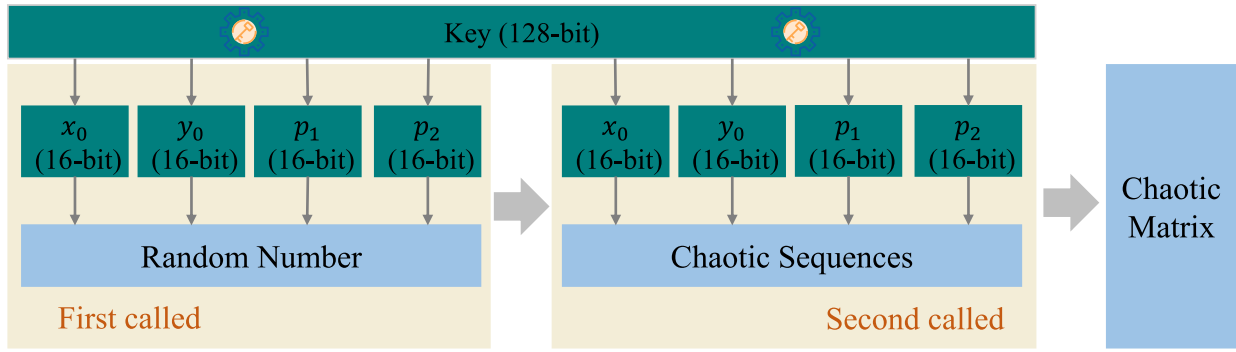 Key (128-bit)
x₀
(16-bit)
y₀
(16-bit)
p₁
(16-bit)
p₂
(16-bit)
Random Number
First called
x₀
(16-bit)
y₀
(16-bit)
p₁
(16-bit)
p₂
(16-bit)
Chaotic Sequences
Second called
Chaotic
Matrix